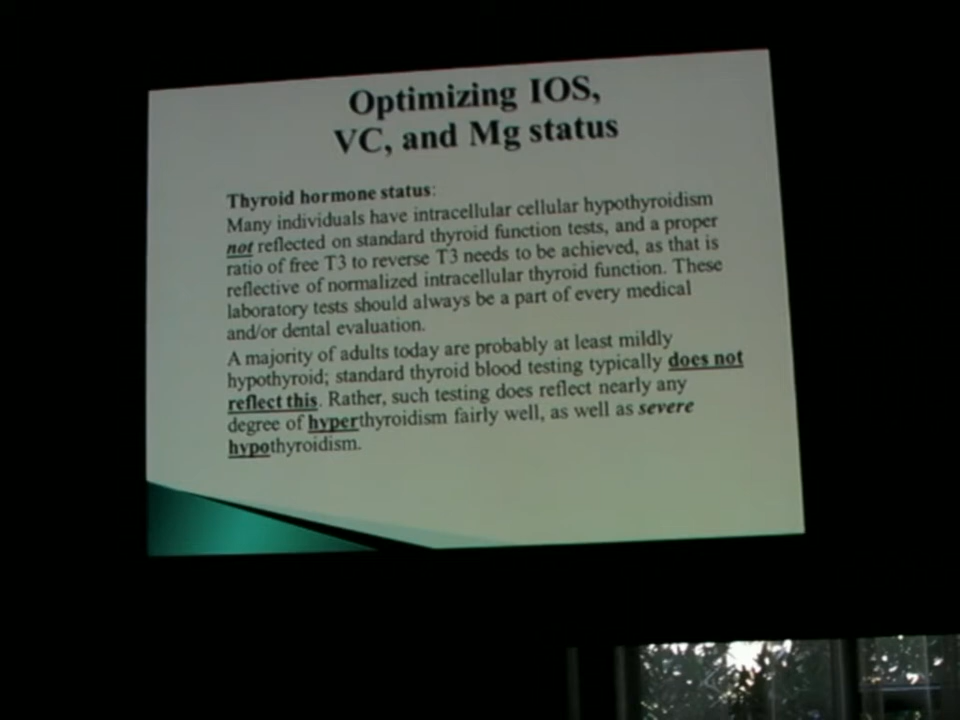 Optimizing IOS,
VC, and Mg status
Thyroid hormone status:
Many individuals have intracellular cellular hypothyroidism
not reflected on standard thyroid function tests, and a proper
ratio of free T3 to reverse T3 needs to be achieved, as that is
reflective of normalized intracellular thyroid function. These
laboratory tests should always be a part of every medical
and/or dental evaluation.
A majority of adults today are probably at least mildly
hypothyroid; standard thyroid blood testing typically does not
reflect this. Rather, such testing does reflect nearly any
degree of hyperthyroidism fairly well, as well as severe
hypothyroidism.